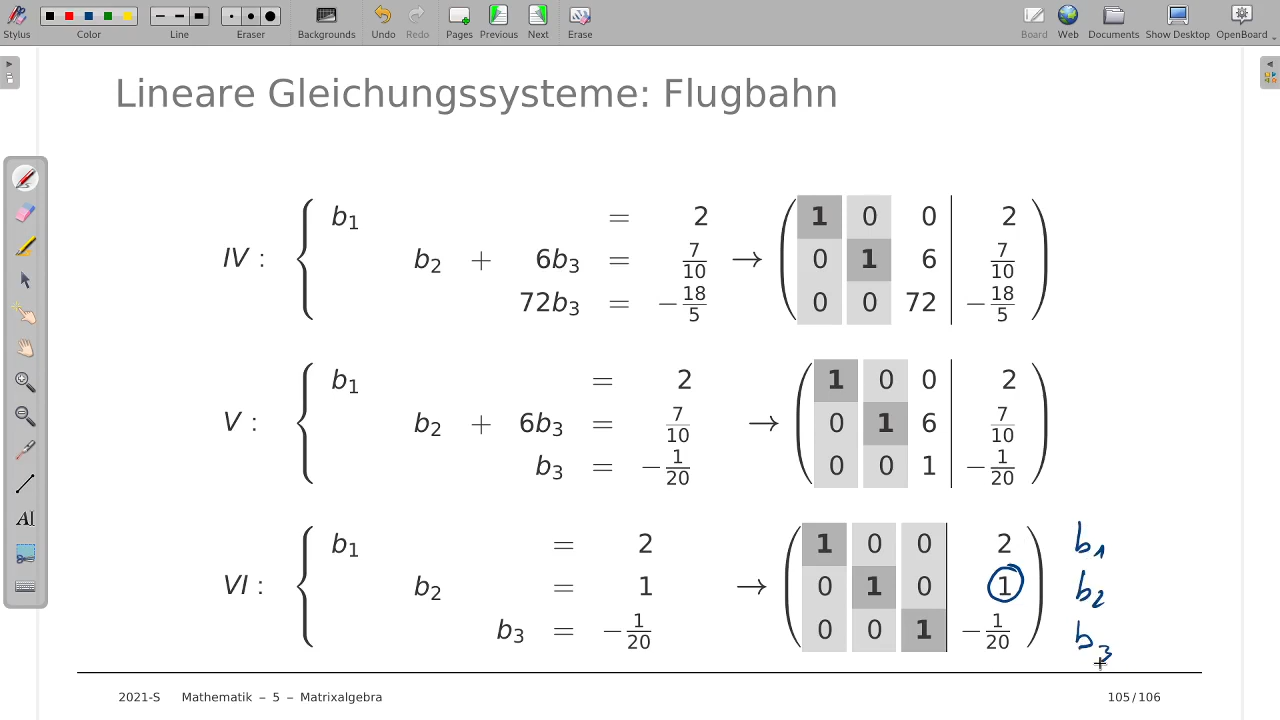 Stylus Color Line Eraser Backgrounds Undo Redo Pages Previous Next Erase Board Web Documents Show Desktop OpenBoard
Lineare Gleichungssysteme: Flugbahn
IV : { b₁ = 2 → ( 1 0 0 | 2 )
b₂ + 6b₃ = 7/10 ( 0 1 6 | 7/10 )
72b₃ = −18/5 ( 0 0 72 | −18/5 )
V : { b₁ = 2 → ( 1 0 0 | 2 )
b₂ + 6b₃ = 7/10 ( 0 1 6 | 7/10 )
b₃ = −1/20 ( 0 0 1 | −1/20 )
VI : { b₁ = 2 → ( 1 0 0 | 2 ) b₁
b₂ = 1 ( 0 1 0 | 1 ) b₂
b₃ = −1/20 ( 0 0 1 | −1/20 ) b₃
2021-S Mathematik – 5 – Matrixalgebra 105/106
AI